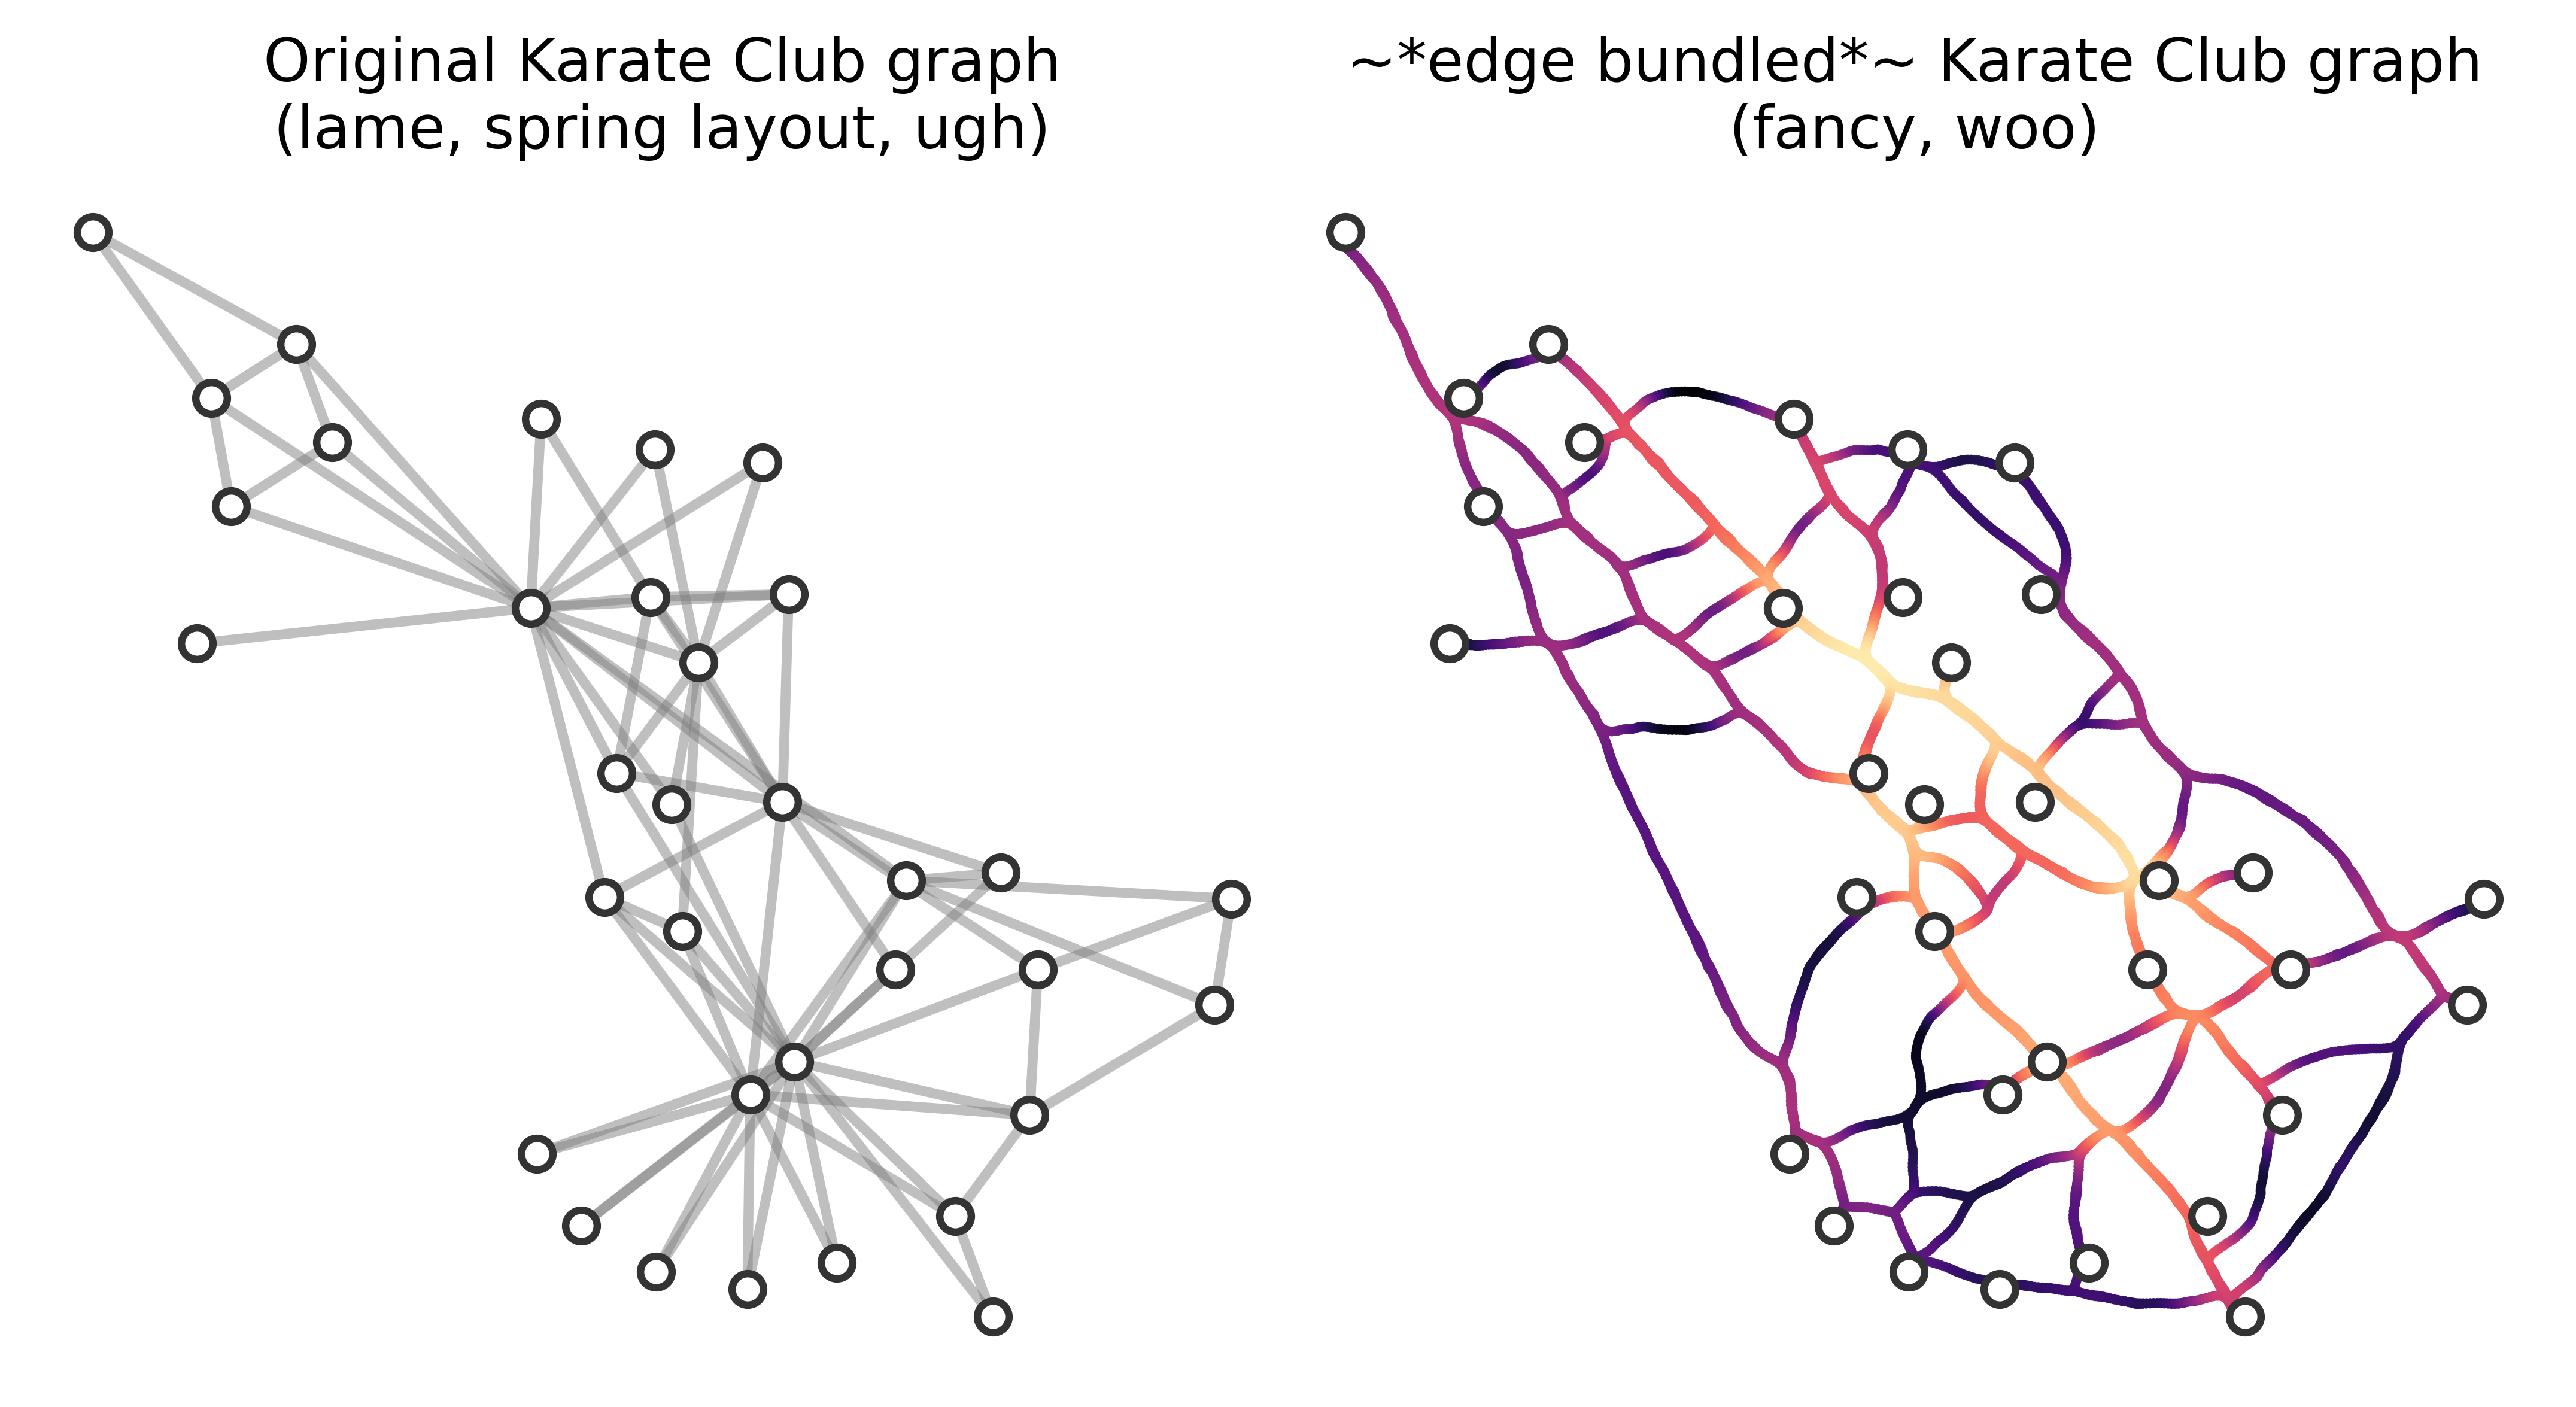 Original Karate Club graph
(lame, spring layout, ugh)
~*edge bundled*~ Karate Club graph
(fancy, woo)